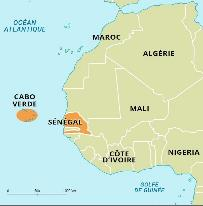 OCÉAN
ATLANTIQUE
MAROC
ALGÉRIE
CABO
VERDE
MALI
SÉNÉGAL
CÔTE
D'IVOIRE
NIGERIA
GOLFE
DE GUINÉE